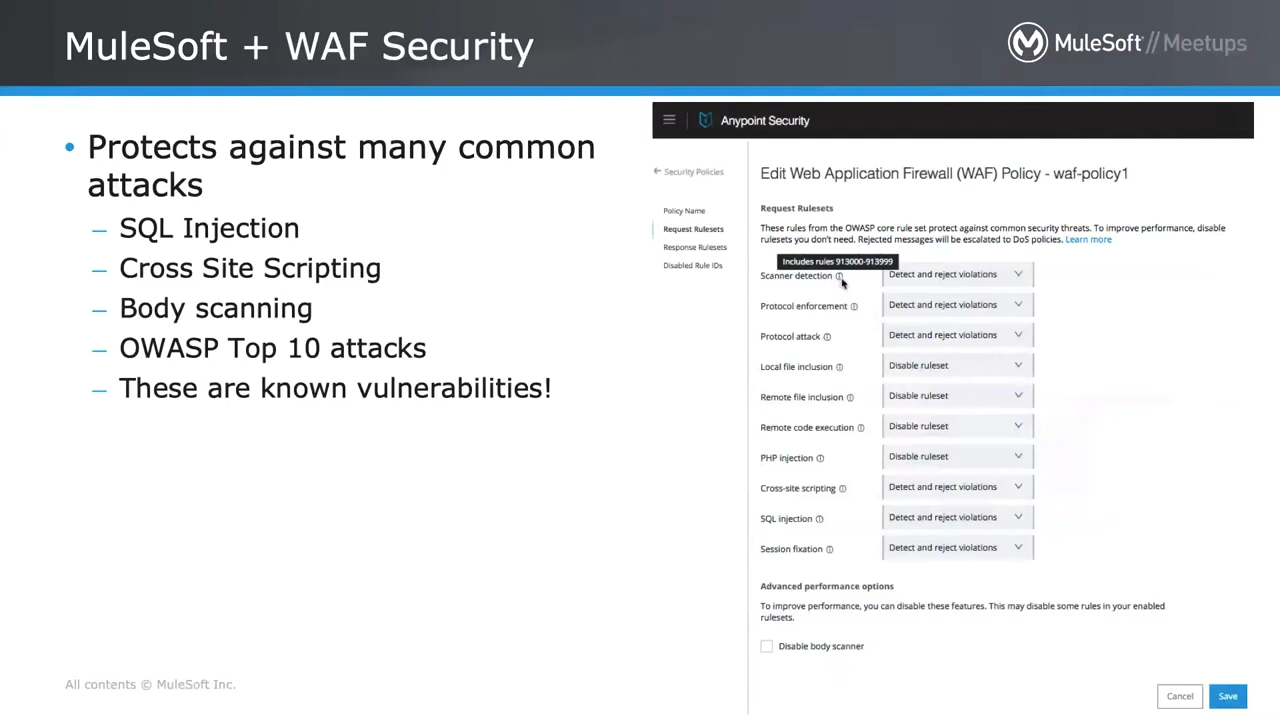 MuleSoft + WAF Security
MuleSoft // Meetups
• Protects against many common
attacks
– SQL Injection
– Cross Site Scripting
– Body scanning
– OWASP Top 10 attacks
– These are known vulnerabilities!
Anypoint Security
← Security Policies
Policy Name
Request Rulesets
Response Rulesets
Disabled Rule IDs
Edit Web Application Firewall (WAF) Policy - waf-policy1
Request Rulesets
These rules from the OWASP core rule set protect against common security threats. To improve performance, disable
rulesets you don't need. Rejected messages will be escalated to DoS policies. Learn more
Includes rules 913000-913999
Scanner detection Detect and reject violations
Protocol enforcement Detect and reject violations
Protocol attack Detect and reject violations
Local file inclusion Disable ruleset
Remote file inclusion Disable ruleset
Remote code execution Disable ruleset
PHP injection Disable ruleset
Cross-site scripting Detect and reject violations
SQL injection Detect and reject violations
Session fixation Detect and reject violations
Advanced performance options
To improve performance, you can disable these features. This may disable some rules in your enabled
rulesets.
Disable body scanner
Cancel Save
All contents © MuleSoft Inc.